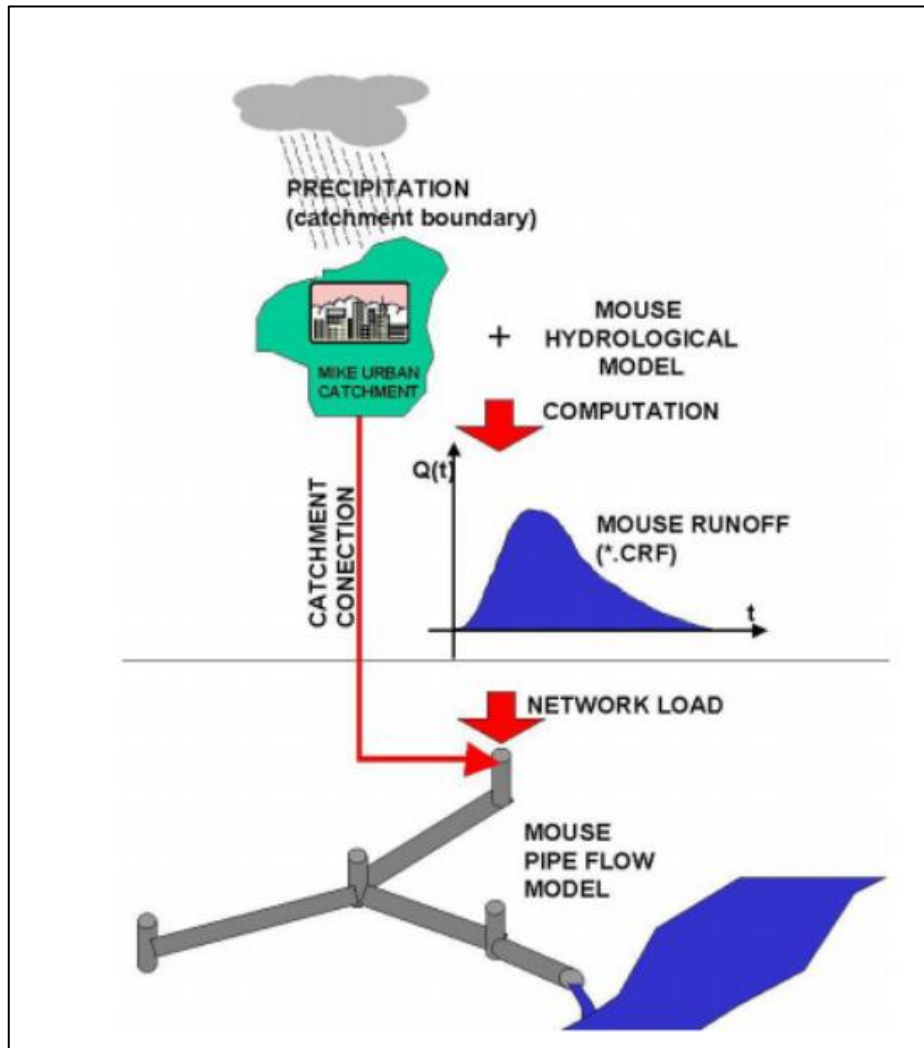 PRECIPITATION
(catchment boundary)
MIKE URBAN
CATCHMENT
+
MOUSE
HYDROLOGICAL
MODEL
COMPUTATION
Q(t)
MOUSE RUNOFF
(*.CRF)
t
CATCHMENT
CONECTION
NETWORK LOAD
MOUSE
PIPE FLOW
MODEL